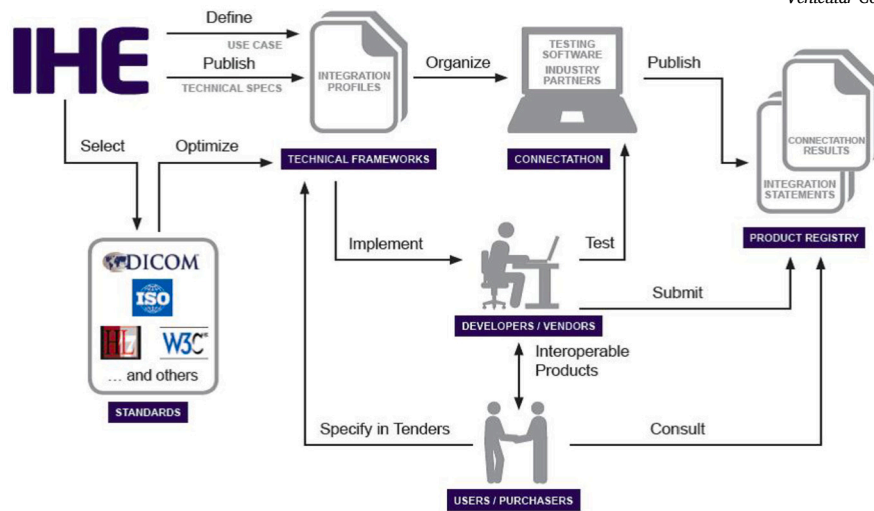 Vehicular Co
IHE
Define
USE CASE
Publish
TECHNICAL SPECS
INTEGRATION
PROFILES
Organize
TESTING
SOFTWARE
INDUSTRY
PARTNERS
Publish
CONNECTATHON
RESULTS
INTEGRATION
STATEMENTS
Select
Optimize
TECHNICAL FRAMEWORKS
CONNECTATHON
PRODUCT REGISTRY
DICOM
ISO
HL7
W3C
... and others
STANDARDS
Implement
Test
DEVELOPERS / VENDORS
Submit
Interoperable
Products
Specify in Tenders
Consult
USERS / PURCHASERS